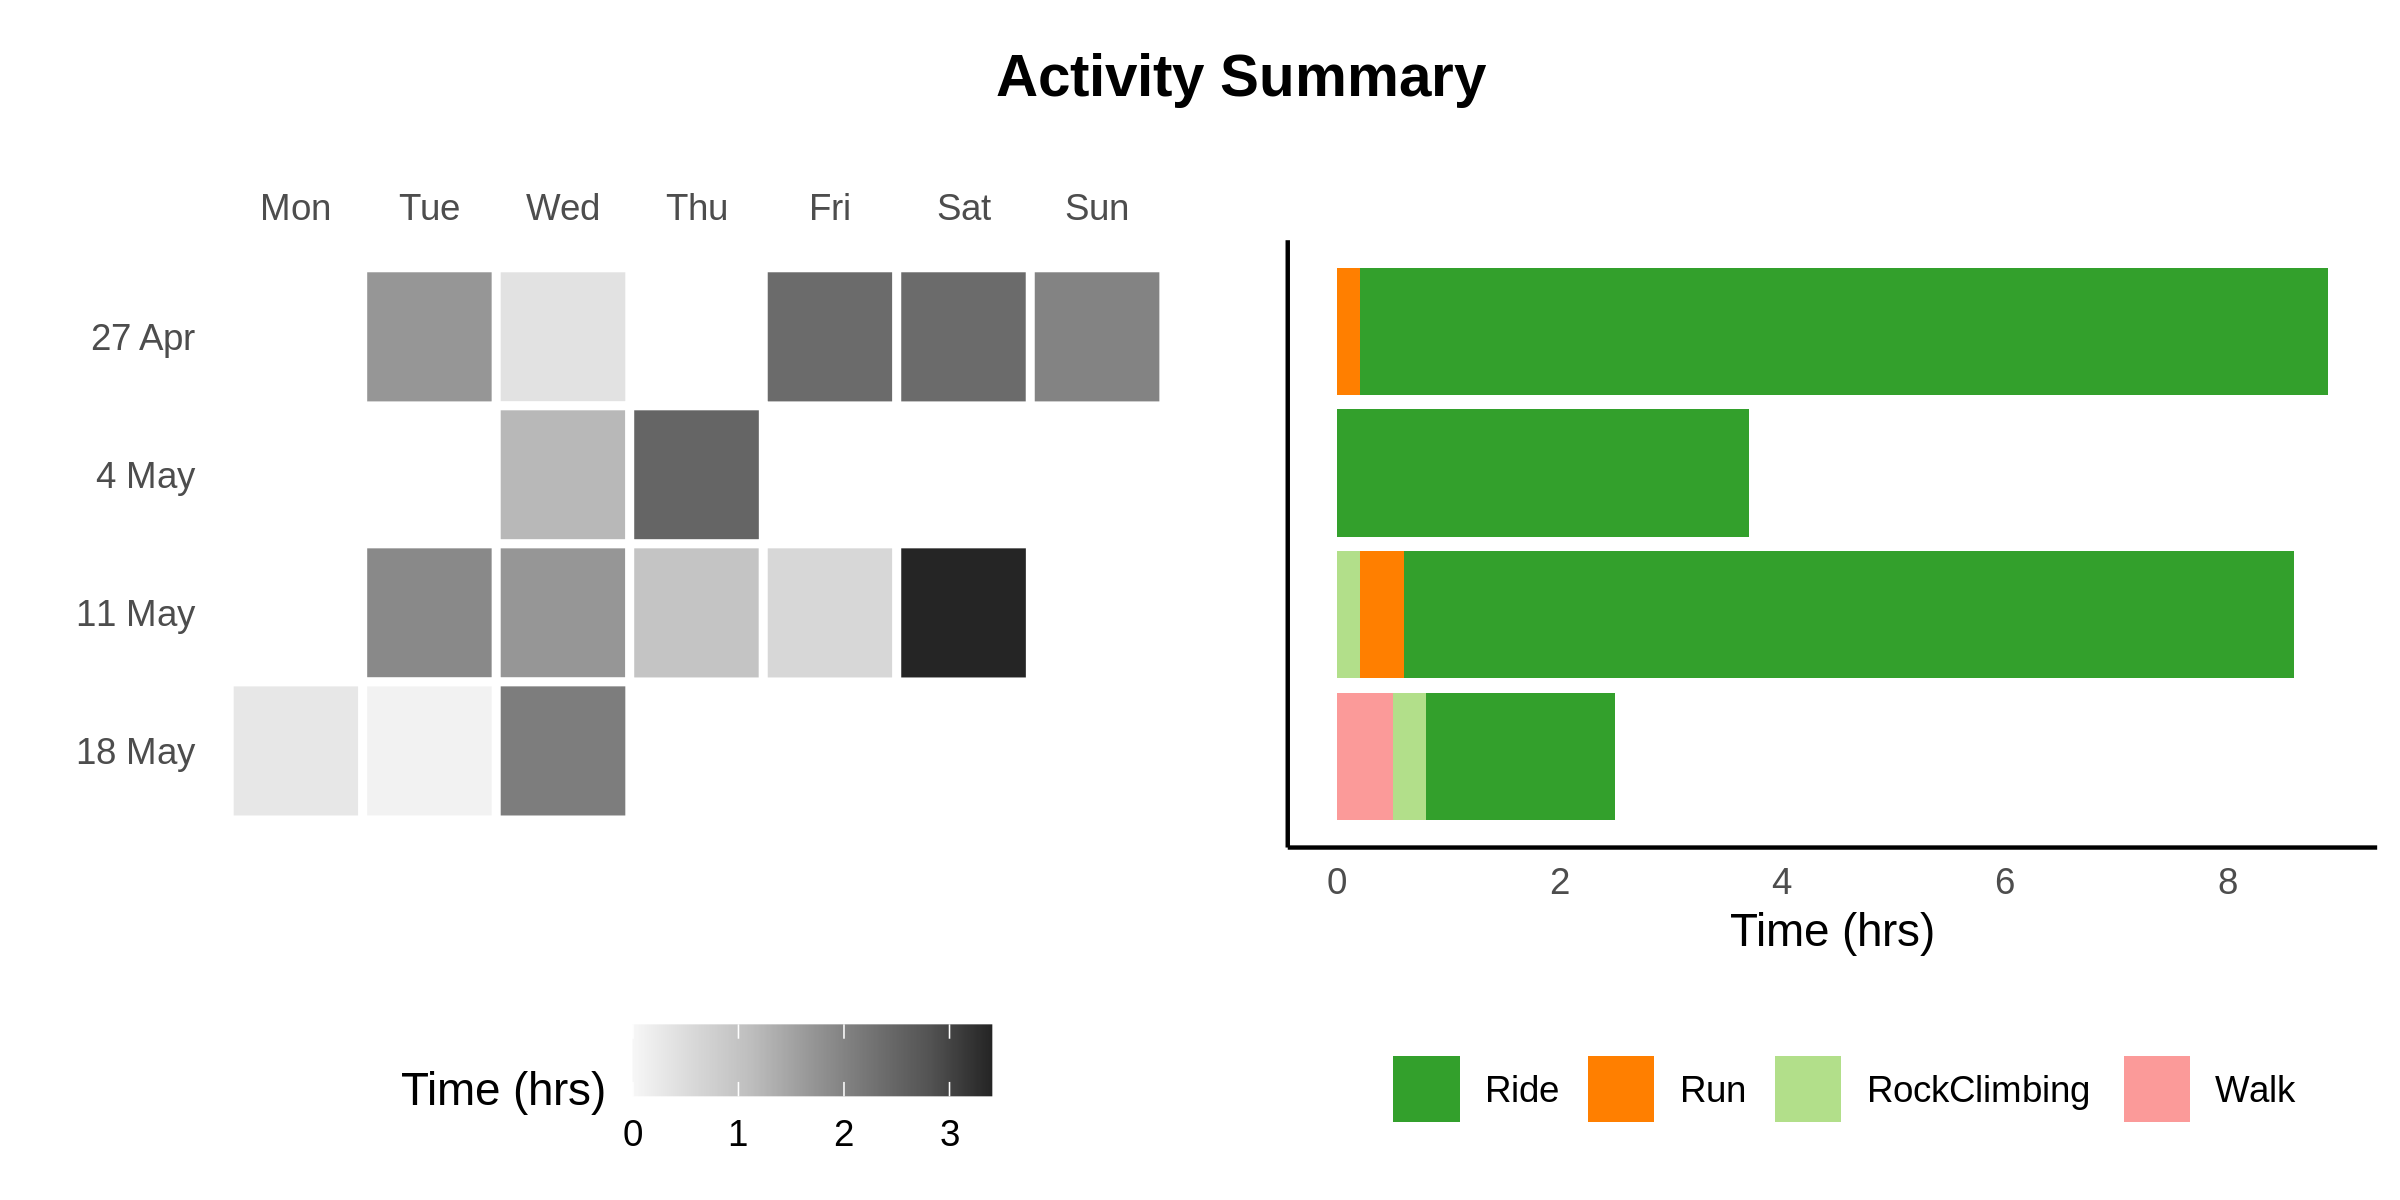 Activity Summary
Mon Tue Wed Thu Fri Sat Sun
27 Apr
4 May
11 May
18 May
0 2 4 6 8
Time (hrs)
Time (hrs)
0 1 2 3
Ride Run RockClimbing Walk